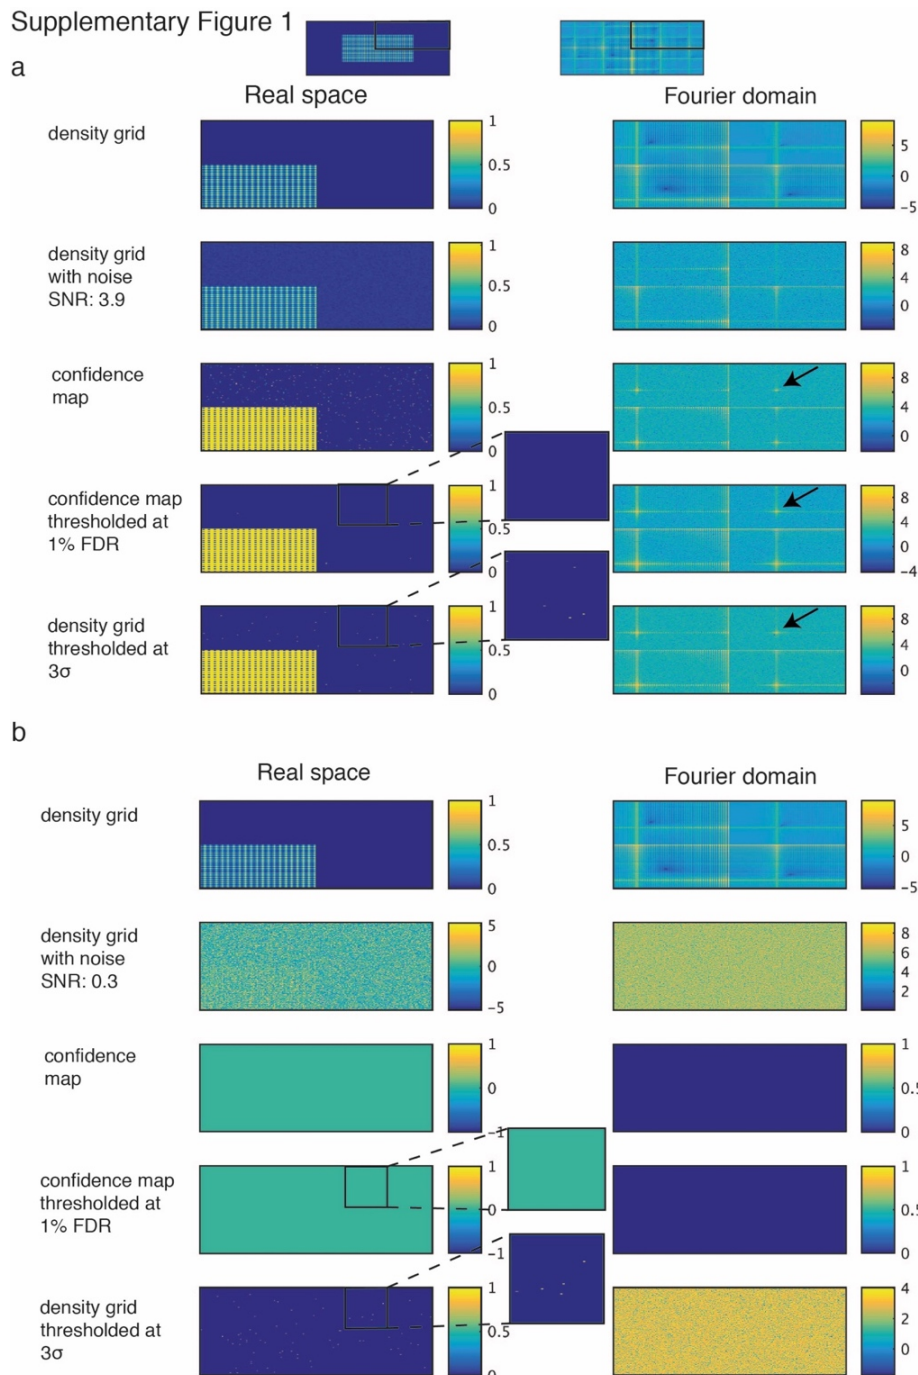 Supplementary Figure 1
a
Real space
Fourier domain
density grid
1
0.5
0
5
0
-5
density grid
with noise
SNR: 3.9
1
0.5
0
8
4
0
confidence
map
1
0.5
0
8
4
0
confidence map
thresholded at
1% FDR
1
0.5
0
8
4
0
-4
density grid
thresholded at
3σ
1
0.5
0
8
4
0
b
Real space
Fourier domain
density grid
1
0.5
0
5
0
-5
density grid
with noise
SNR: 0.3
5
0
-5
8
6
4
2
confidence
map
1
0
-1
1
0.5
0
confidence map
thresholded at
1% FDR
1
0
-1
1
0.5
0
density grid
thresholded at
3σ
1
0.5
0
4
2
0